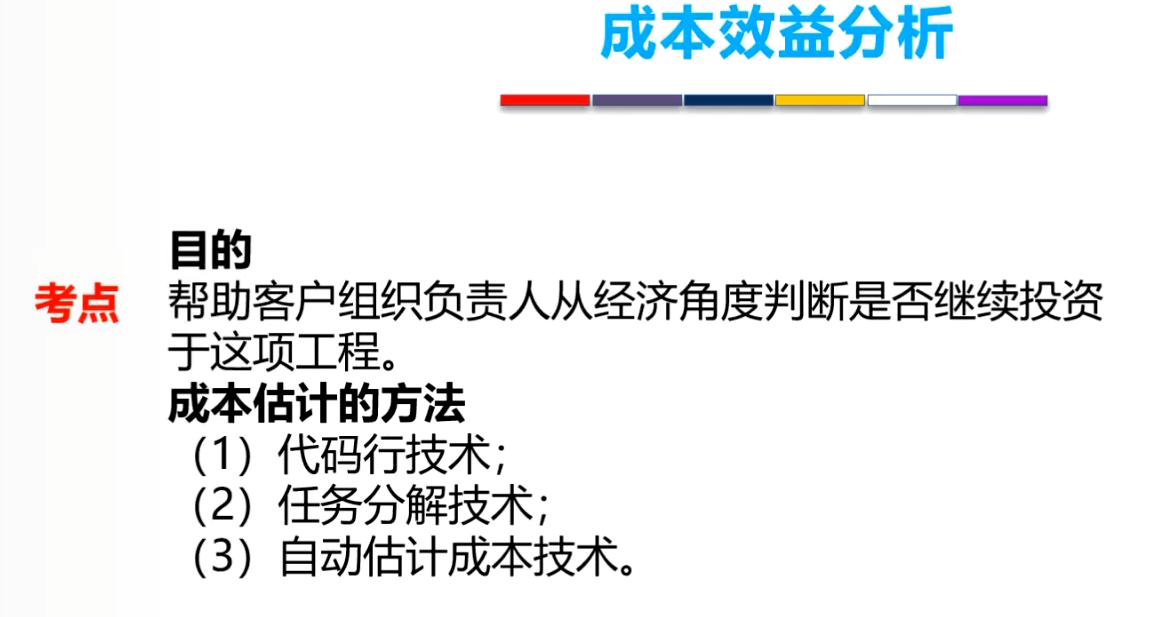 成本效益分析
目的
考点
帮助客户组织负责人从经济角度判断是否继续投资
于这项工程。
成本估计的方法
（1）代码行技术；
（2）任务分解技术；
（3）自动估计成本技术。